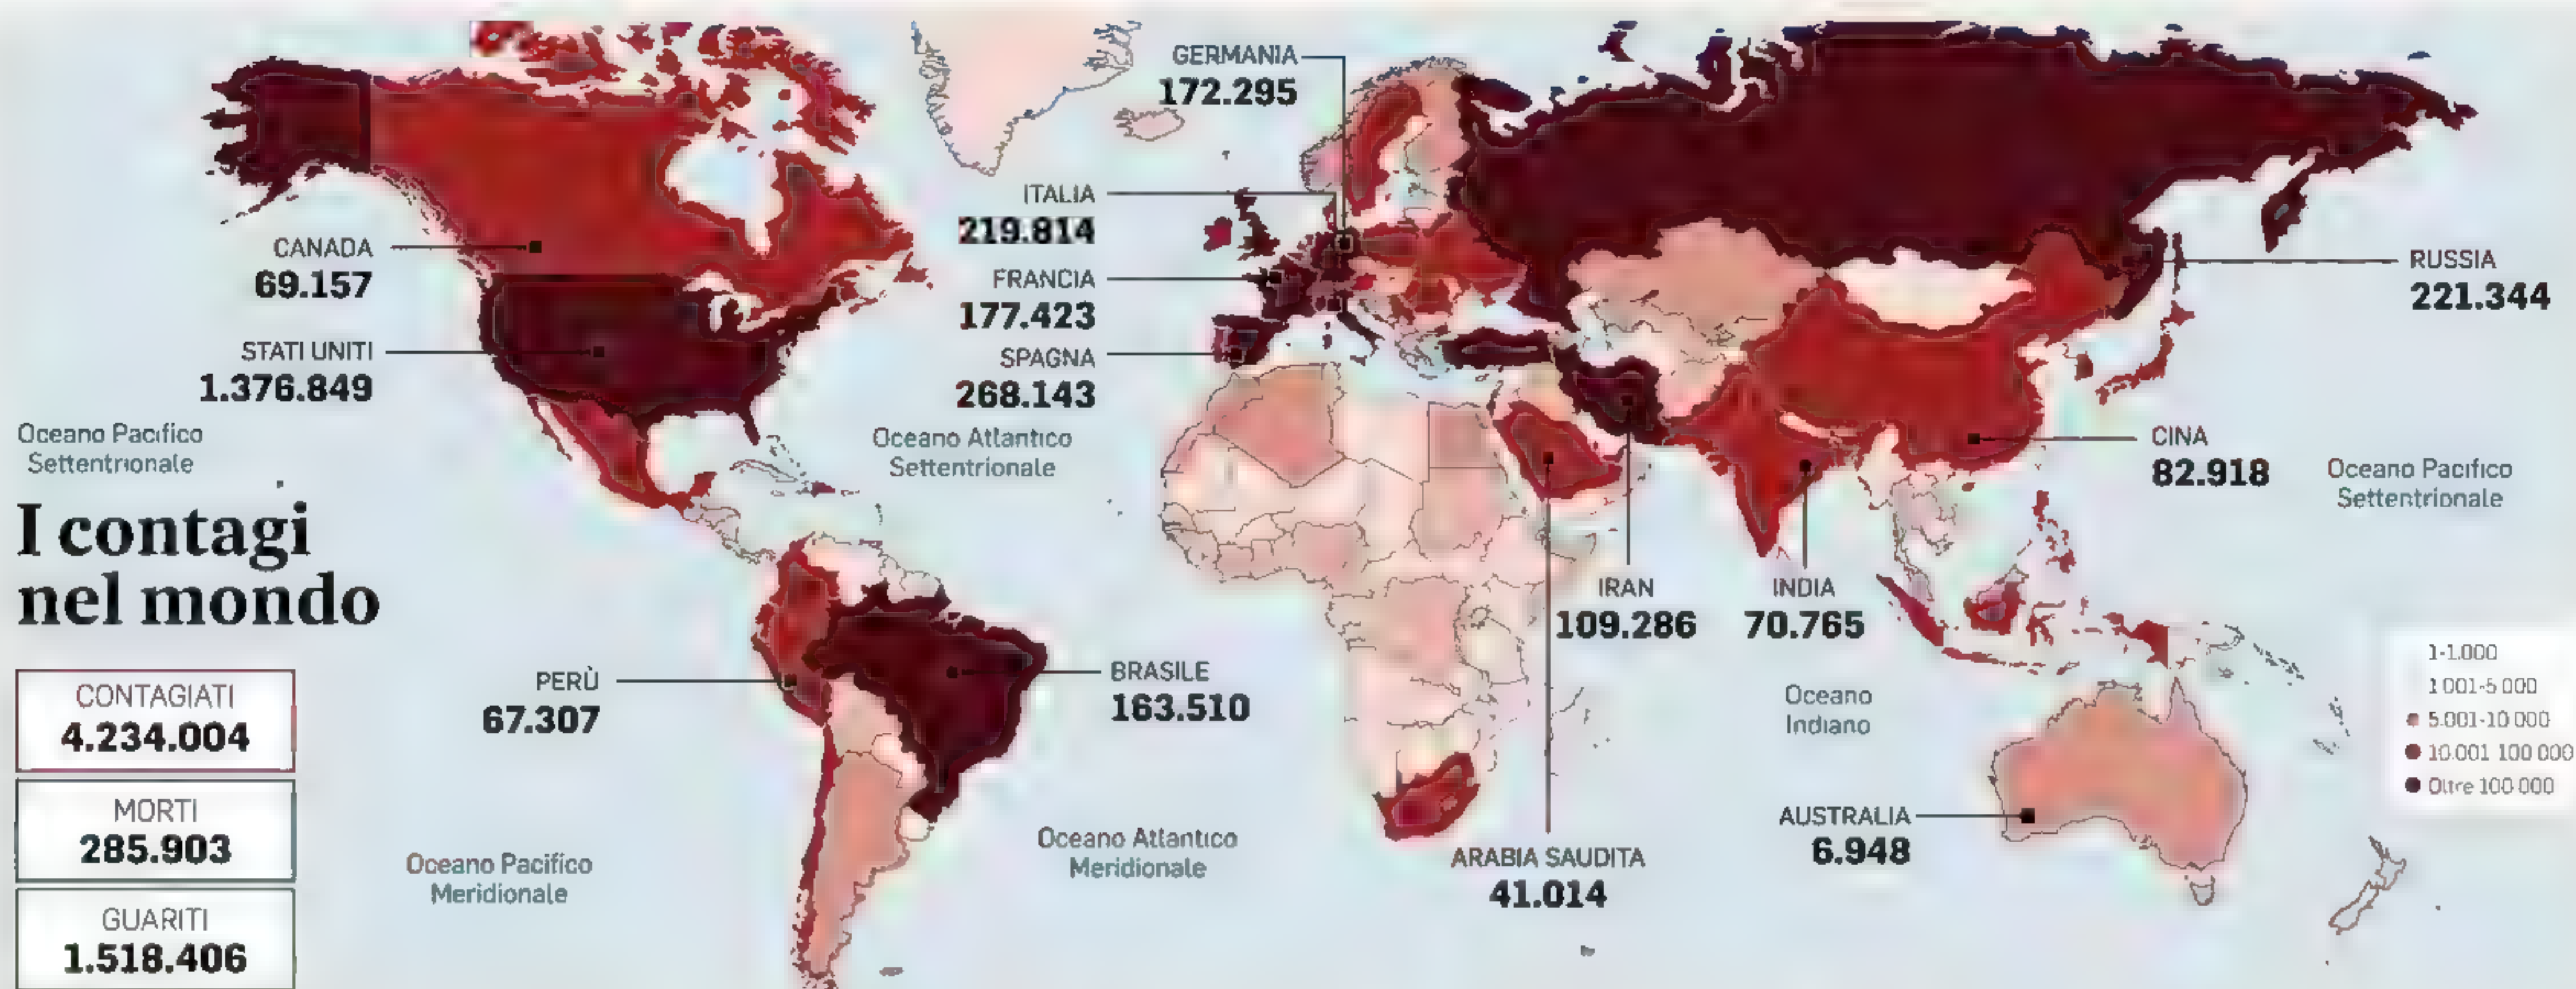 GERMANIA
172.295
ITALIA
219.814
CANADA
69.157
FRANCIA
177.423
RUSSIA
221.344
STATI UNITI
1.376.849
SPAGNA
268.143
Oceano Pacifico
Settentrionale
Oceano Atlantico
Settentrionale
CINA
82.918
Oceano Pacifico
Settentrionale
I contagi
nel mondo
IRAN
109.286
INDIA
70.765
CONTAGIATI
4.234.004
MORTI
285.903
GUARITI
1.518.406
PERÙ
67.307
BRASILE
163.510
Oceano
Indiano
1-1.000
1 001-5 000
5.001-10 000
10.001 100 000
Oltre 100 000
AUSTRALIA
6.948
Oceano Pacifico
Meridionale
Oceano Atlantico
Meridionale
ARABIA SAUDITA
41.014